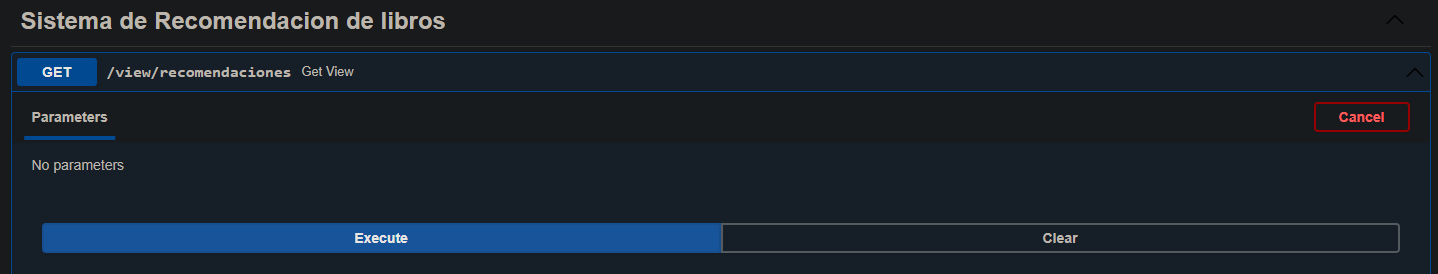 Sistema de Recomendacion de libros
GET /view/recomendaciones Get View
Parameters Cancel
No parameters
Execute Clear